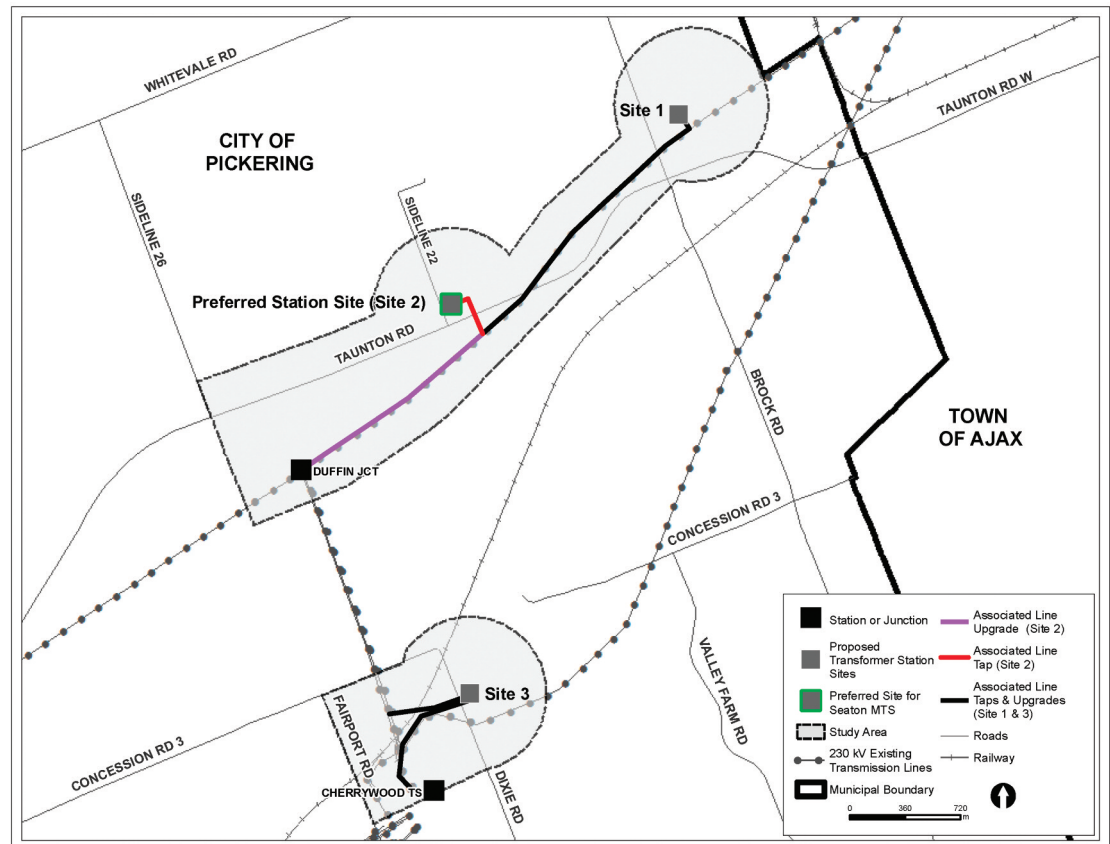 WHITEVALE RD
CITY OF
PICKERING
Site 1
TAUNTON RD W
SIDELINE 26
SIDELINE 22
Preferred Station Site (Site 2)
TAUNTON RD
BROCK RD
TOWN
OF AJAX
DUFFIN JCT
CONCESSION RD 3
VALLEY FARM RD
Site 3
FAIRPORT RD
CONCESSION RD 3
CHERRYWOOD TS
DIXIE RD
Station or Junction
Proposed
Transformer Station
Sites
Preferred Site for
Seaton MTS
Study Area
230 kV Existing
Transmission Lines
Municipal Boundary
Associated Line
Upgrade (Site 2)
Associated Line
Tap (Site 2)
Associated Line
Taps & Upgrades
(Site 1 & 3)
Roads
Railway
0 360 720
m